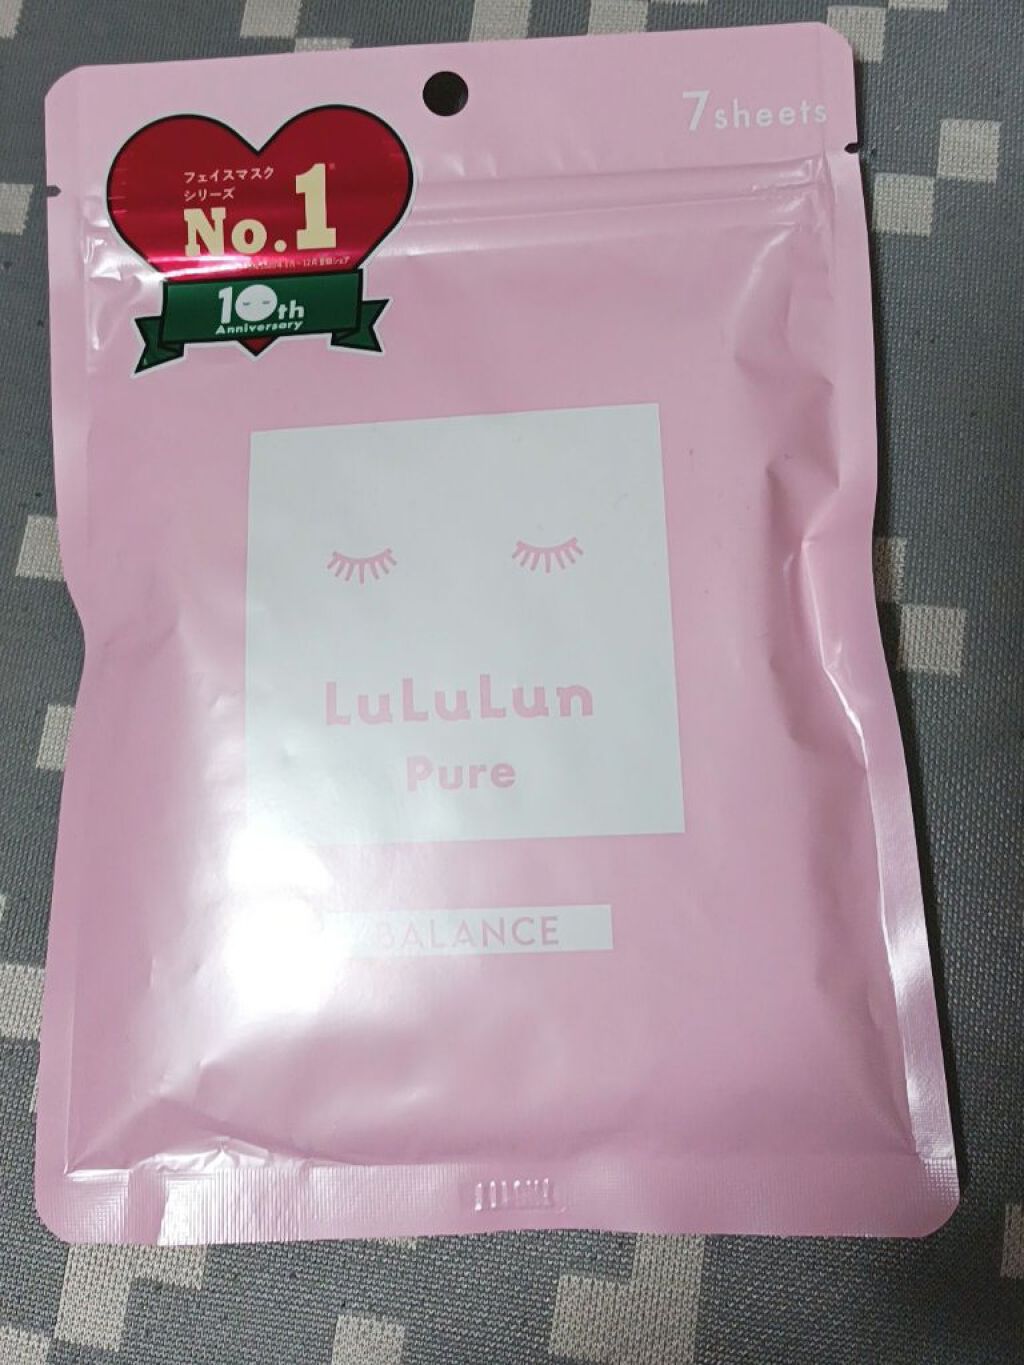 7sheets
フェイスマスク
シリーズ
No.1
10th
Anniversary
LuLuLun
Pure
BALANCE